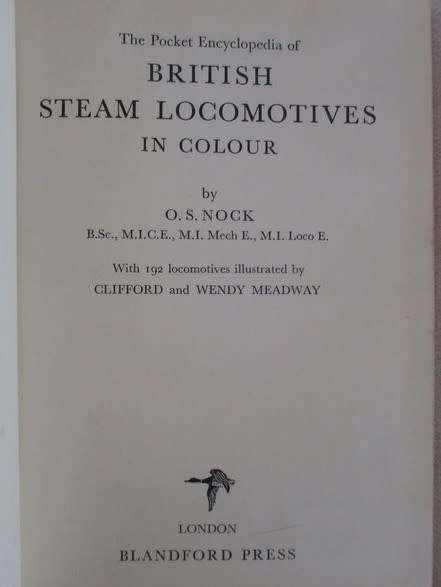 The Pocket Encyclopedia of
BRITISH
STEAM LOCOMOTIVES
IN COLOUR
by
O. S. NOCK
B.Sc., M.I.C.E., M.I. Mech E., M.I. Loco E.
With 192 locomotives illustrated by
CLIFFORD and WENDY MEADWAY
LONDON
BLANDFORD PRESS